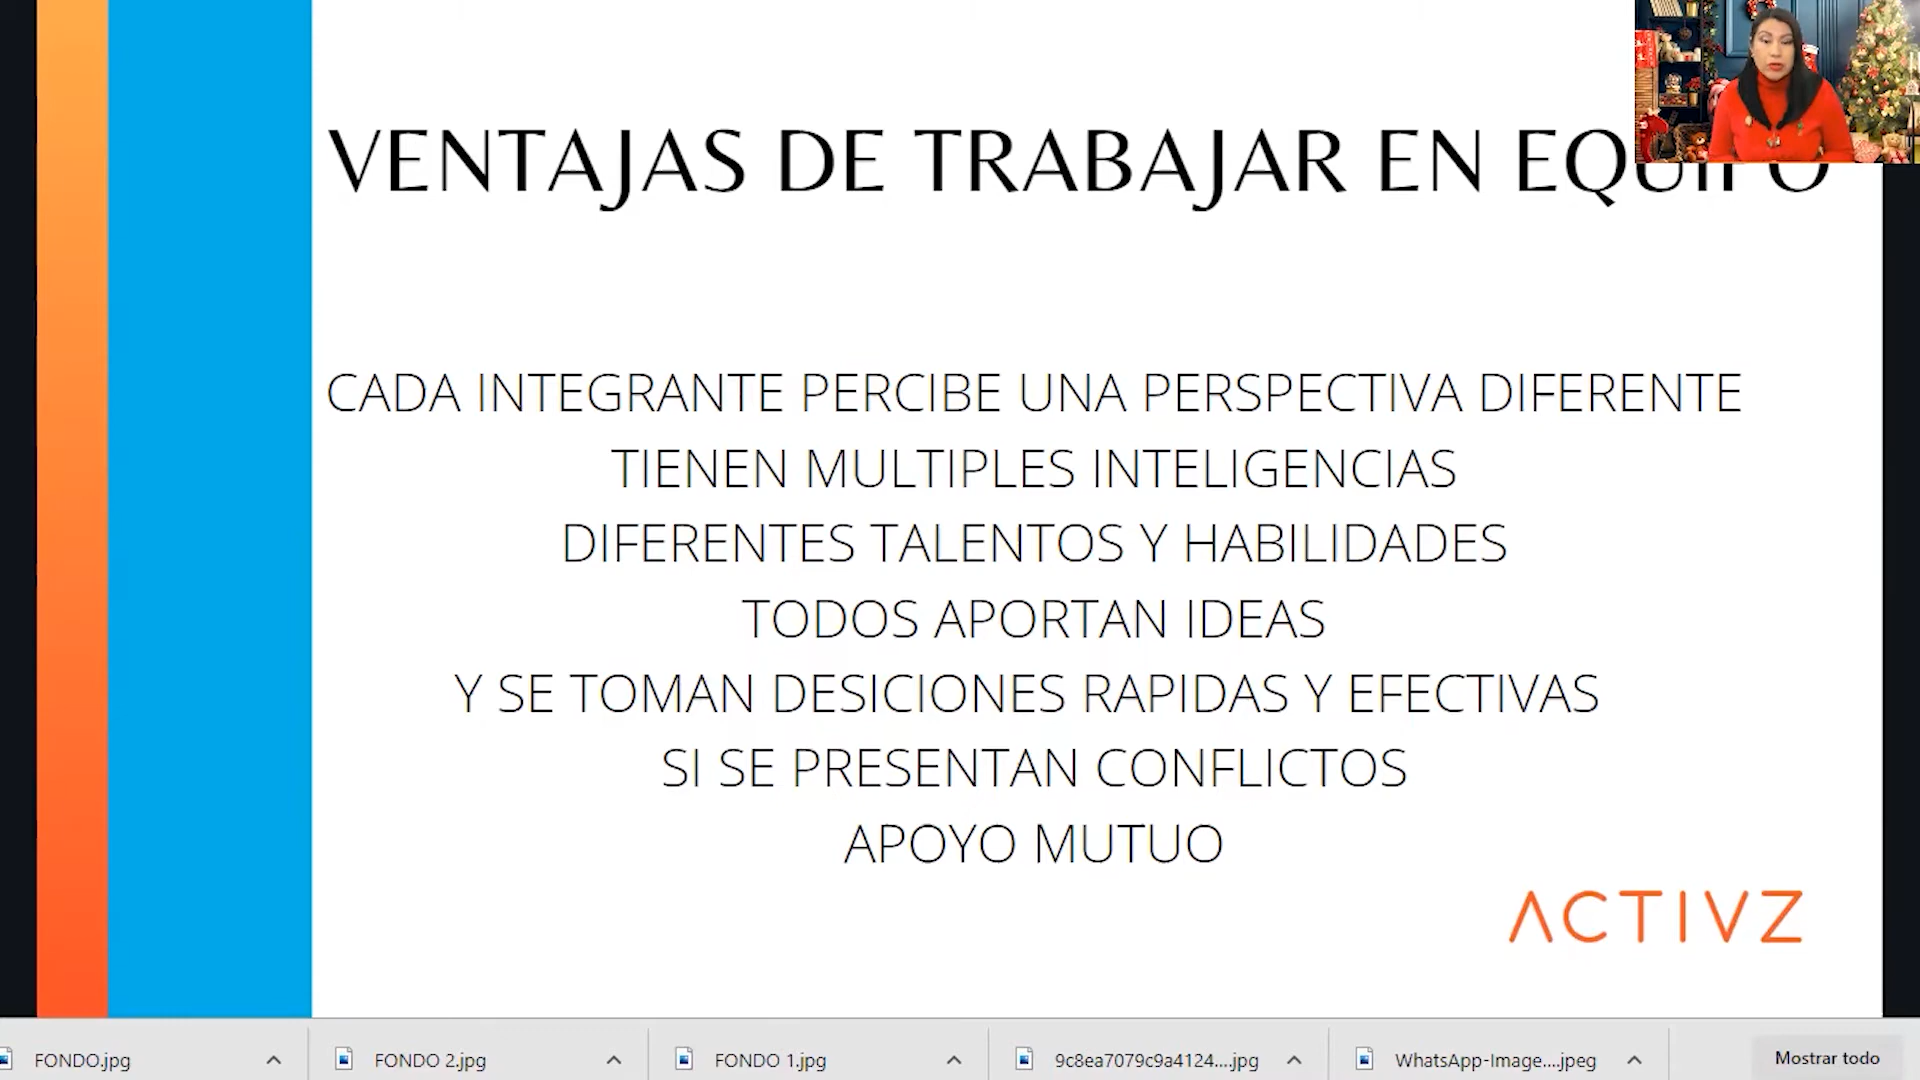 VENTAJAS DE TRABAJAR EN EQUIPO
CADA INTEGRANTE PERCIBE UNA PERSPECTIVA DIFERENTE
TIENEN MULTIPLES INTELIGENCIAS
DIFERENTES TALENTOS Y HABILIDADES
TODOS APORTAN IDEAS
Y SE TOMAN DESICIONES RAPIDAS Y EFECTIVAS
SI SE PRESENTAN CONFLICTOS
APOYO MUTUO
ACTIVZ
FONDO.jpg
FONDO 2.jpg
FONDO 1.jpg
9c8ea7079c9a4124....jpg
WhatsApp-Image....jpeg
Mostrar todo